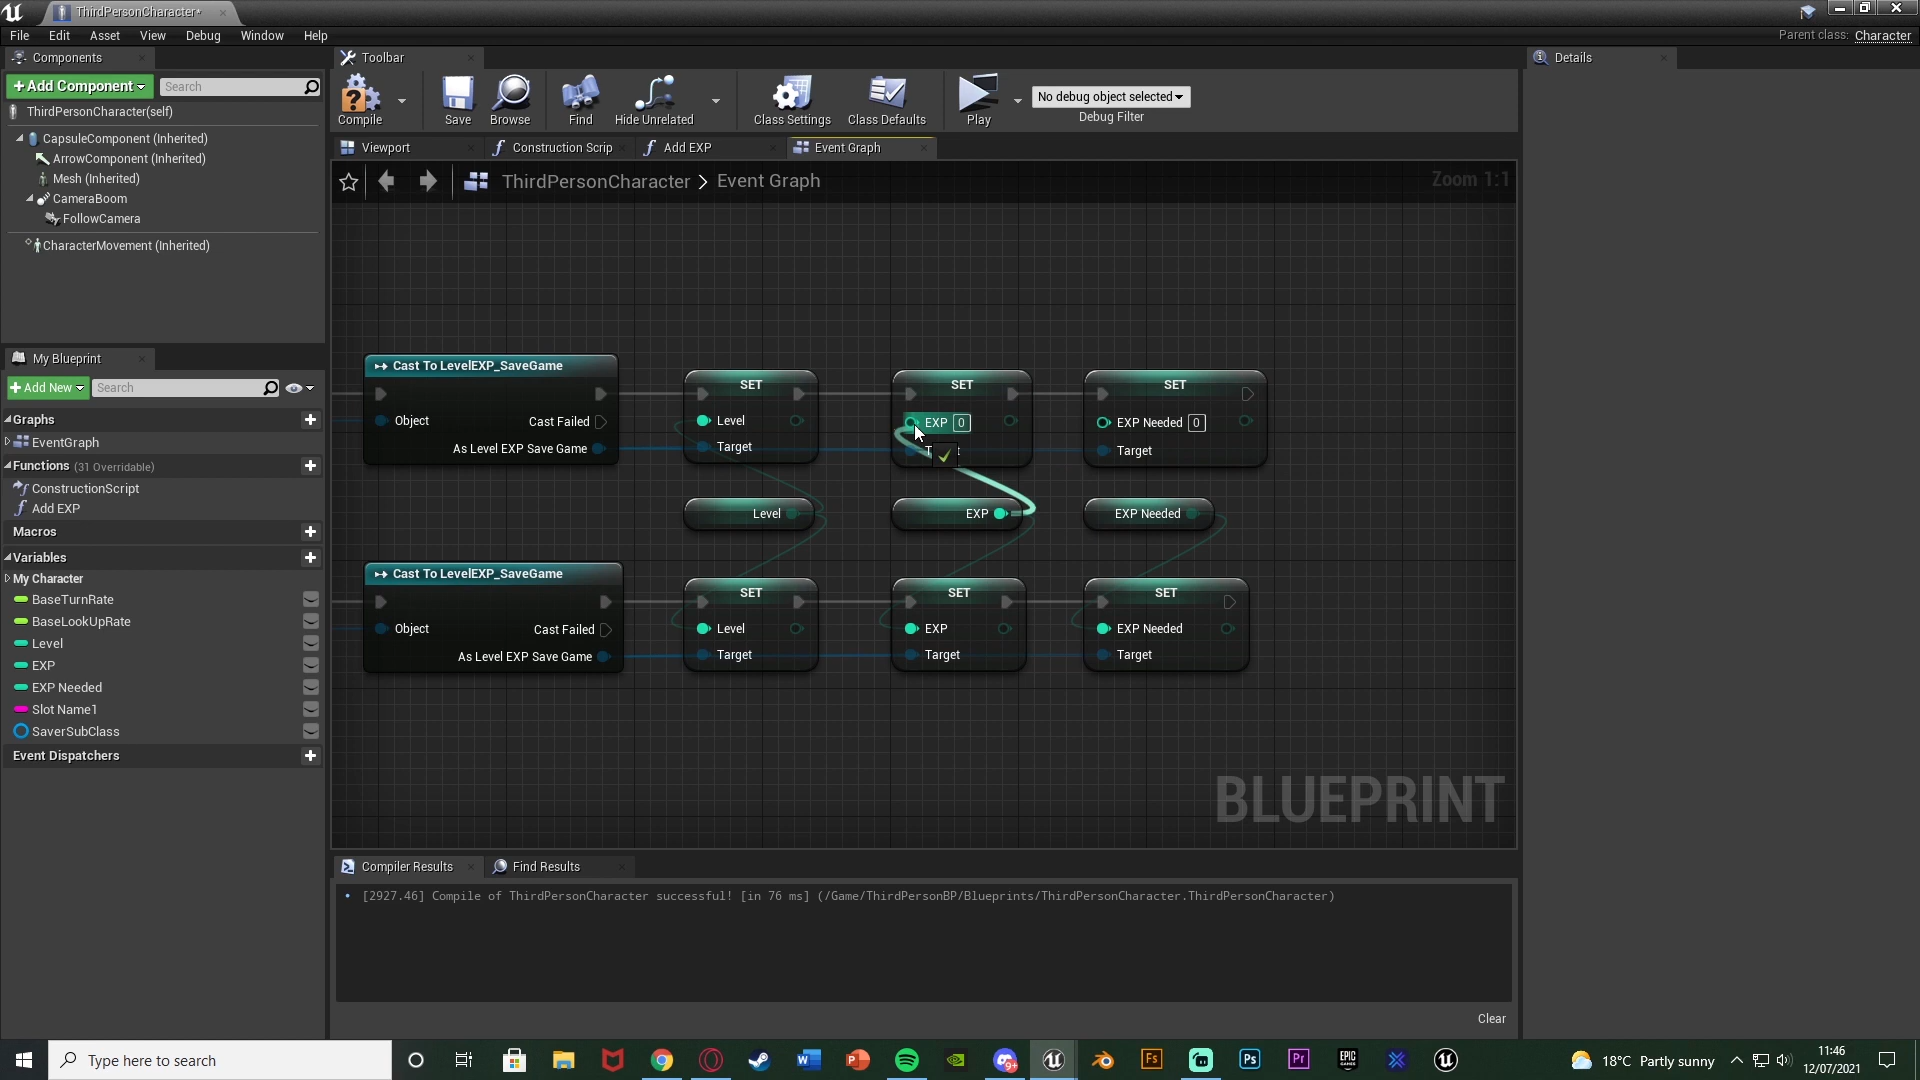 ThirdPersonCharacter*
File Edit Asset View Debug Window Help
Parent class: Character
Components
+Add Component
Search
ThirdPersonCharacter(self)
CapsuleComponent (Inherited)
ArrowComponent (Inherited)
Mesh (Inherited)
CameraBoom
FollowCamera
CharacterMovement (Inherited)
My Blueprint
+Add New
Search
Graphs
EventGraph
Functions (31 Overridable)
ConstructionScript
Add EXP
Macros
Variables
My Character
BaseTurnRate
BaseLookUpRate
Level
EXP
EXP Needed
Slot Name1
SaverSubClass
Event Dispatchers
Toolbar
Compile
Save
Browse
Find
Hide Unrelated
Class Settings
Class Defaults
Play
No debug object selected
Debug Filter
Viewport
Construction Scrip
Add EXP
Event Graph
ThirdPersonCharacter > Event Graph
Zoom 1:1
Cast To LevelEXP_SaveGame
Object
Cast Failed
As Level EXP Save Game
SET
Level
Target
SET
EXP 0
SET
EXP Needed 0
Target
Level
EXP
EXP Needed
Cast To LevelEXP_SaveGame
Object
Cast Failed
As Level EXP Save Game
SET
Level
Target
SET
EXP
Target
SET
EXP Needed
Target
BLUEPRINT
Compiler Results
Find Results
[2927.46] Compile of ThirdPersonCharacter successful! [in 76 ms] (/Game/ThirdPersonBP/Blueprints/ThirdPersonCharacter.ThirdPersonCharacter)
Clear
Details
Type here to search
18°C Partly sunny
11:46
12/07/2021